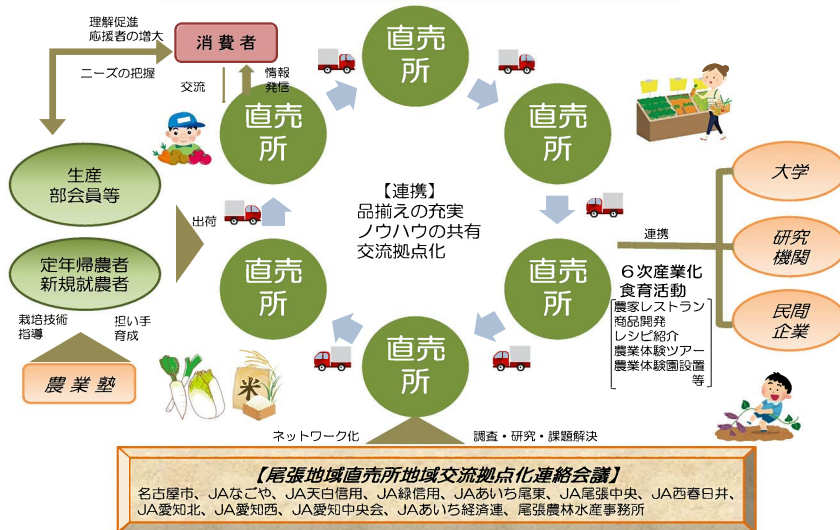 理解促進
応援者の増大
消費者
ニーズの把握
交流
情報
発信
直売
所
直売
所
直売
所
直売
所
直売
所
直売
所
生産
部会員等
定年帰農者
新規就農者
栽培技術
指導
担い手
育成
農業塾
出荷
【連携】
品揃えの充実
ノウハウの共有
交流拠点化
連携
大学
研究
機関
民間
企業
6次産業化
食育活動
農家レストラン
商品開発
レシピ紹介
農業体験ツアー
農業体験園設置
等
米
ネットワーク化
調査・研究・課題解決
【尾張地域直売所地域交流拠点化連絡会議】
名古屋市、JAなごや、JA天白信用、JA緑信用、JAあいち尾東、JA尾張中央、JA西春日井、
JA愛知北、JA愛知西、JA愛知中央会、JAあいち経済連、尾張農林水産事務所